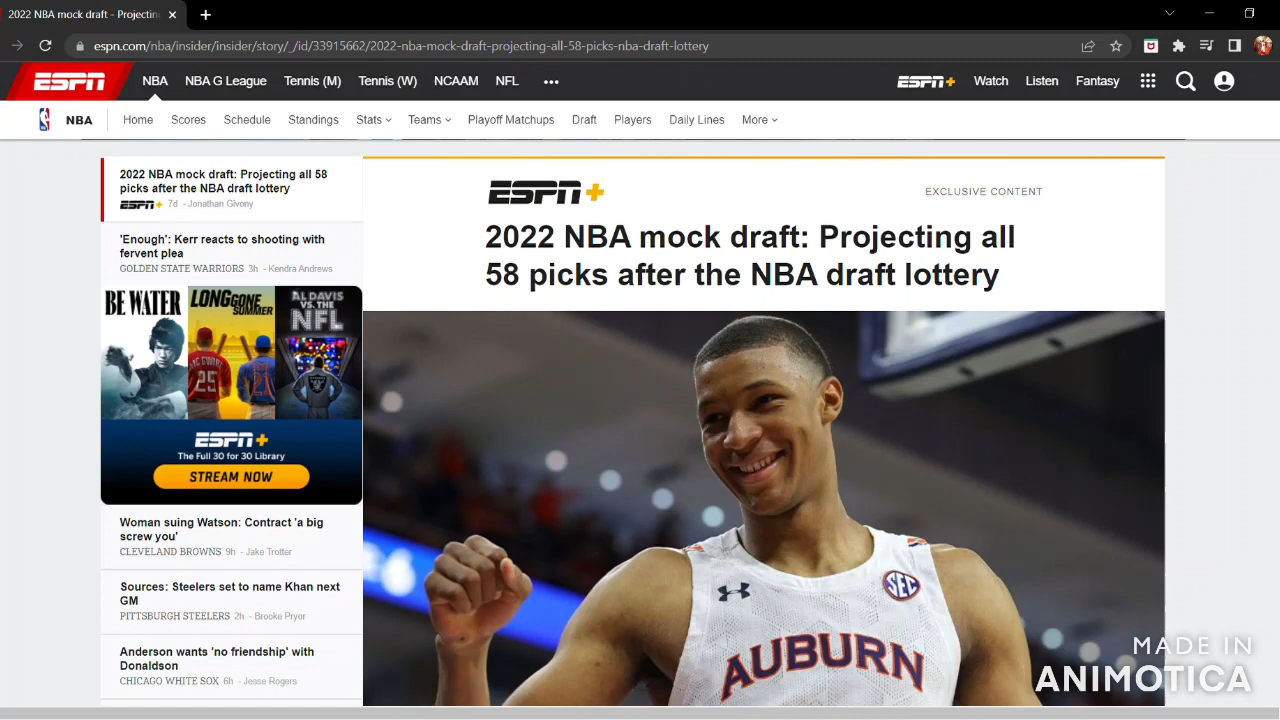 2022 NBA mock draft - Projectin
espn.com/nba/insider/insider/story/_/id/33915662/2022-nba-mock-draft-projecting-all-58-picks-nba-draft-lottery
ESPN NBA NBA G League Tennis (M) Tennis (W) NCAAM NFL ••• ESPN+ Watch Listen Fantasy
NBA Home Scores Schedule Standings Stats Teams Playoff Matchups Draft Players Daily Lines More
2022 NBA mock draft: Projecting all 58
picks after the NBA draft lottery
ESPN+ 7d - Jonathan Givony
'Enough': Kerr reacts to shooting with
fervent plea
GOLDEN STATE WARRIORS 3h - Kendra Andrews
BE WATER
LONG GONE
SUMMER
AL DAVIS
VS. THE
NFL
MCGWIRE
25
21
ESPN+
The Full 30 for 30 Library
STREAM NOW
Woman suing Watson: Contract 'a big
screw you'
CLEVELAND BROWNS 9h - Jake Trotter
Sources: Steelers set to name Khan next
GM
PITTSBURGH STEELERS 2h - Brooke Pryor
Anderson wants 'no friendship' with
Donaldson
CHICAGO WHITE SOX 6h - Jesse Rogers
ESPN+ EXCLUSIVE CONTENT
2022 NBA mock draft: Projecting all
58 picks after the NBA draft lottery
SEC
AUBURN
MADE IN
ANIMOTICA